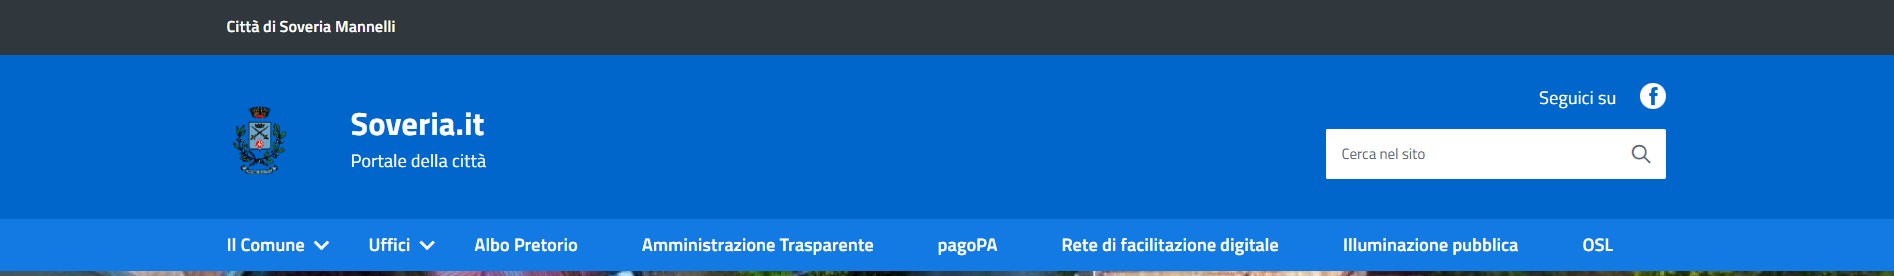 Città di Soveria Mannelli
Soveria.it
Portale della città
Seguici su
Cerca nel sito
Il Comune Uffici Albo Pretorio Amministrazione Trasparente pagoPA Rete di facilitazione digitale Illuminazione pubblica OSL